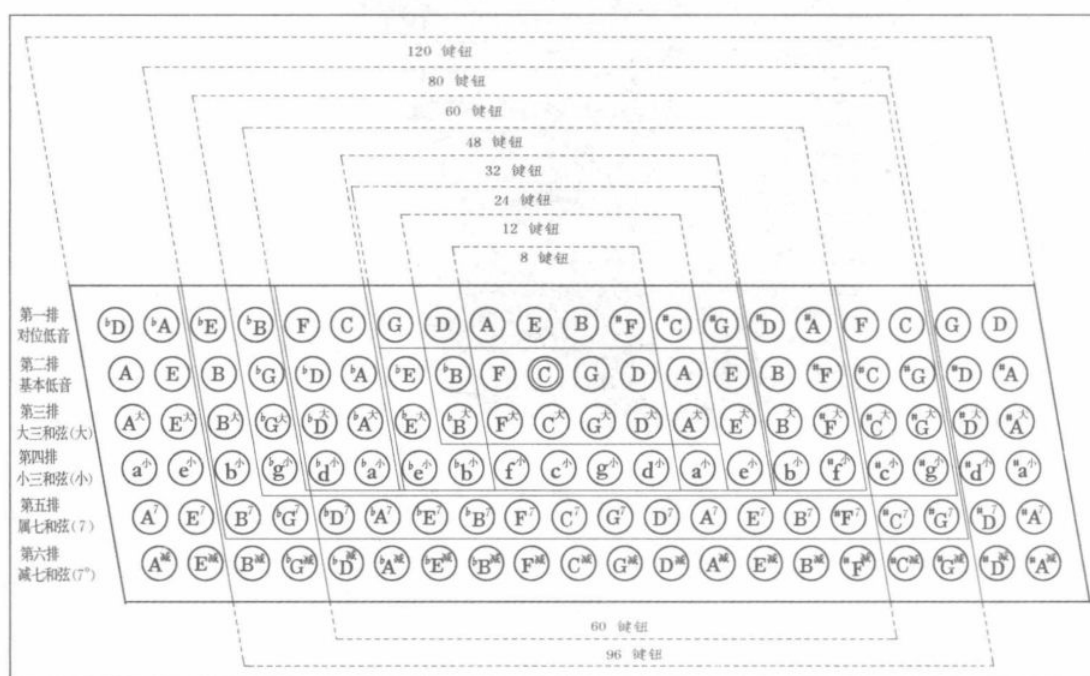 120 键钮
80 键钮
60 键钮
48 键钮
32 键钮
24 键钮
12 键钮
8 键钮
第一排
对位低音
♭D ♭A ♭E ♭B F C G D A E B #F #C #G #D #A F C G D
第二排
基本低音
A E B ♭G ♭D ♭A ♭E ♭B F C G D A E B #F #C #G #D #A
第三排
大三和弦(大)
A大 E大 B大 ♭G大 ♭D大 ♭A大 ♭E大 ♭B大 F大 C大 G大 D大 A大 E大 B大 #F大 #C大 #G大 #D大 #A大
第四排
小三和弦(小)
a小 e小 b小 ♭g小 ♭d小 ♭a小 ♭e小 ♭b小 f小 c小 g小 d小 a小 e小 b小 #f小 #c小 #g小 #d小 #a小
第五排
属七和弦(7)
A7 E7 B7 ♭G7 ♭D7 ♭A7 ♭E7 ♭B7 F7 C7 G7 D7 A7 E7 B7 #F7 #C7 #G7 #D7 #A7
第六排
减七和弦(7°)
A减 E减 B减 ♭G减 ♭D减 ♭A减 ♭E减 ♭B减 F减 C减 G减 D减 A减 E减 B减 #F减 #C减 #G减 #D减 #A减
60 键钮
96 键钮